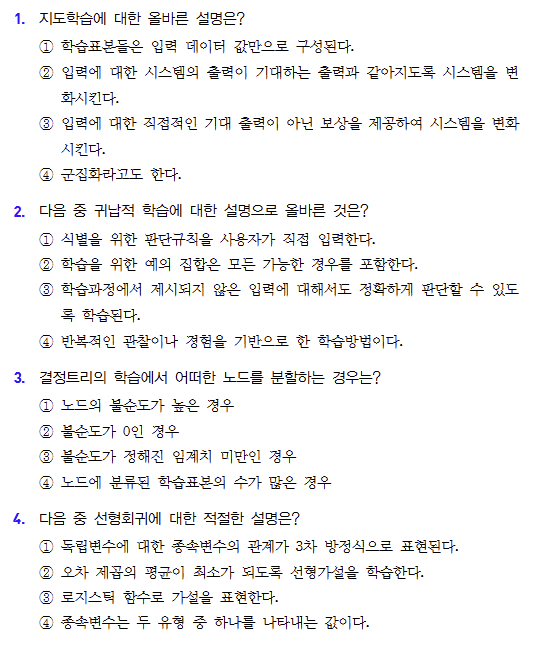 1. 지도학습에 대한 올바른 설명은?
① 학습표본들은 입력 데이터 값만으로 구성된다.
② 입력에 대한 시스템의 출력이 기대하는 출력과 같아지도록 시스템을 변
화시킨다.
③ 입력에 대한 직접적인 기대 출력이 아닌 보상을 제공하여 시스템을 변화
시킨다.
④ 군집화라고도 한다.
2. 다음 중 귀납적 학습에 대한 설명으로 올바른 것은?
① 식별을 위한 판단규칙을 사용자가 직접 입력한다.
② 학습을 위한 예의 집합은 모든 가능한 경우를 포함한다.
③ 학습과정에서 제시되지 않은 입력에 대해서도 정확하게 판단할 수 있도
록 학습된다.
④ 반복적인 관찰이나 경험을 기반으로 한 학습방법이다.
3. 결정트리의 학습에서 어떠한 노드를 분할하는 경우는?
① 노드의 불순도가 높은 경우
② 불순도가 0인 경우
③ 불순도가 정해진 임계치 미만인 경우
④ 노드에 분류된 학습표본의 수가 많은 경우
4. 다음 중 선형회귀에 대한 적절한 설명은?
① 독립변수에 대한 종속변수의 관계가 3차 방정식으로 표현된다.
② 오차 제곱의 평균이 최소가 되도록 선형가설을 학습한다.
③ 로지스틱 함수로 가설을 표현한다.
④ 종속변수는 두 유형 중 하나를 나타내는 값이다.